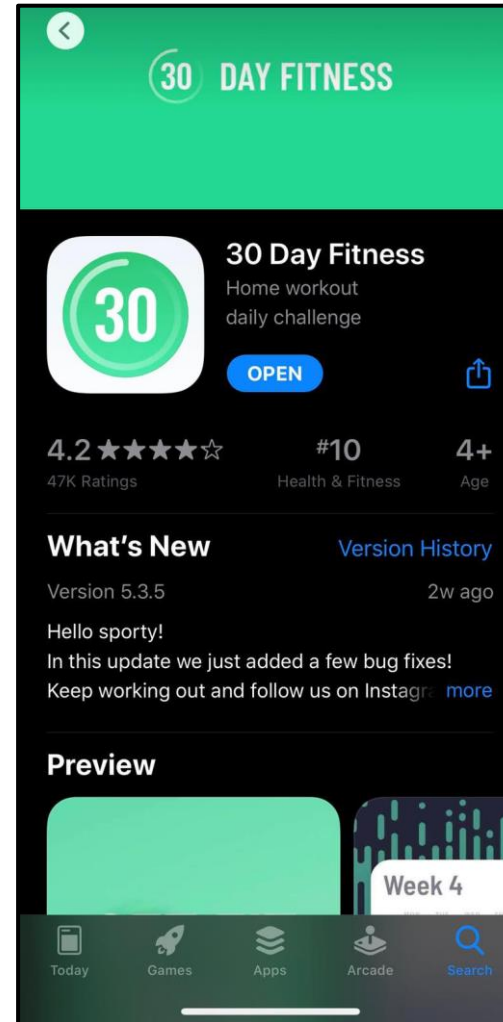 30 DAY FITNESS
30
30 Day Fitness
Home workout
daily challenge
OPEN
4.2 #10 4+
47K Ratings Health & Fitness Age
What's New Version History
Version 5.3.5 2w ago
Hello sporty!
In this update we just added a few bug fixes!
Keep working out and follow us on Instagra more
Preview
Week 4
Today Games Apps Arcade Search